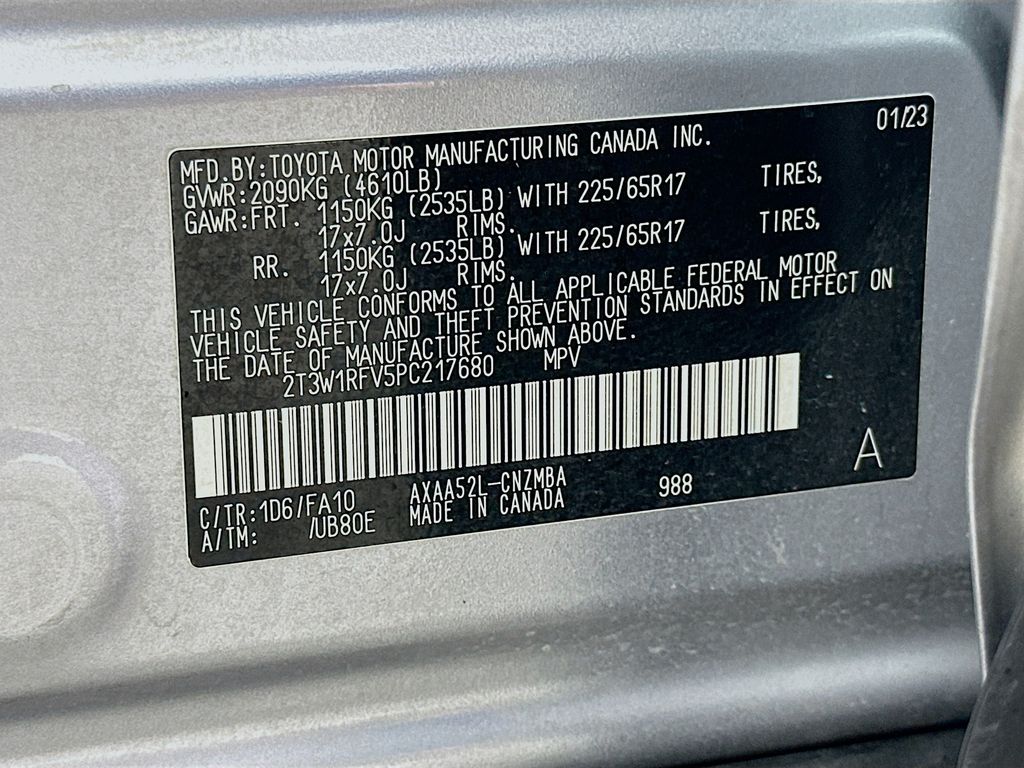 01/23
MFD.BY:TOYOTA MOTOR MANUFACTURING CANADA INC.
GVWR:2090KG (4610LB)
GAWR:FRT. 1150KG (2535LB) WITH 225/65R17 TIRES,
17x7.0J RIMS.
RR. 1150KG (2535LB) WITH 225/65R17 TIRES,
17x7.0J RIMS.
THIS VEHICLE CONFORMS TO ALL APPLICABLE FEDERAL MOTOR
VEHICLE SAFETY AND THEFT PREVENTION STANDARDS IN EFFECT ON
THE DATE OF MANUFACTURE SHOWN ABOVE.
2T3W1RFV5PC217680 MPV
A
C/TR:1D6/FA10 AXAA52L-CNZMBA 988
A/TM: /UB80E MADE IN CANADA